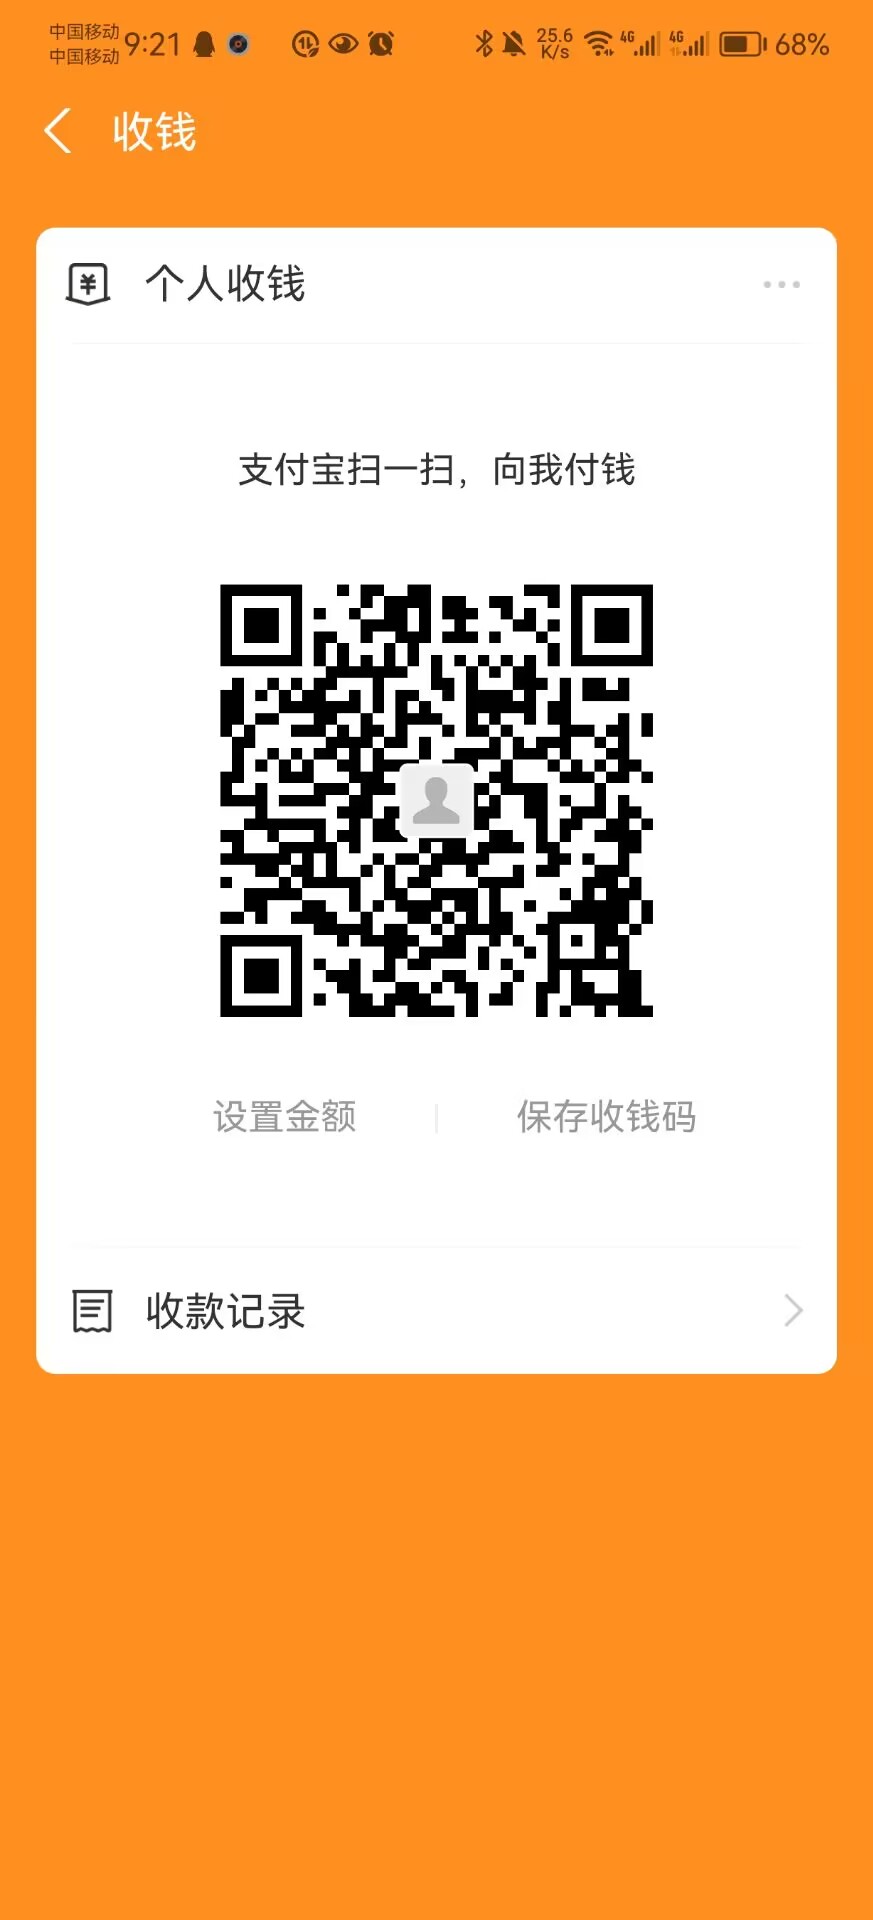 中国移动
中国移动
9:21
25.6
K/s
4G
4G
68%
收钱
个人收钱
支付宝扫一扫，向我付钱
设置金额
保存收钱码
收款记录